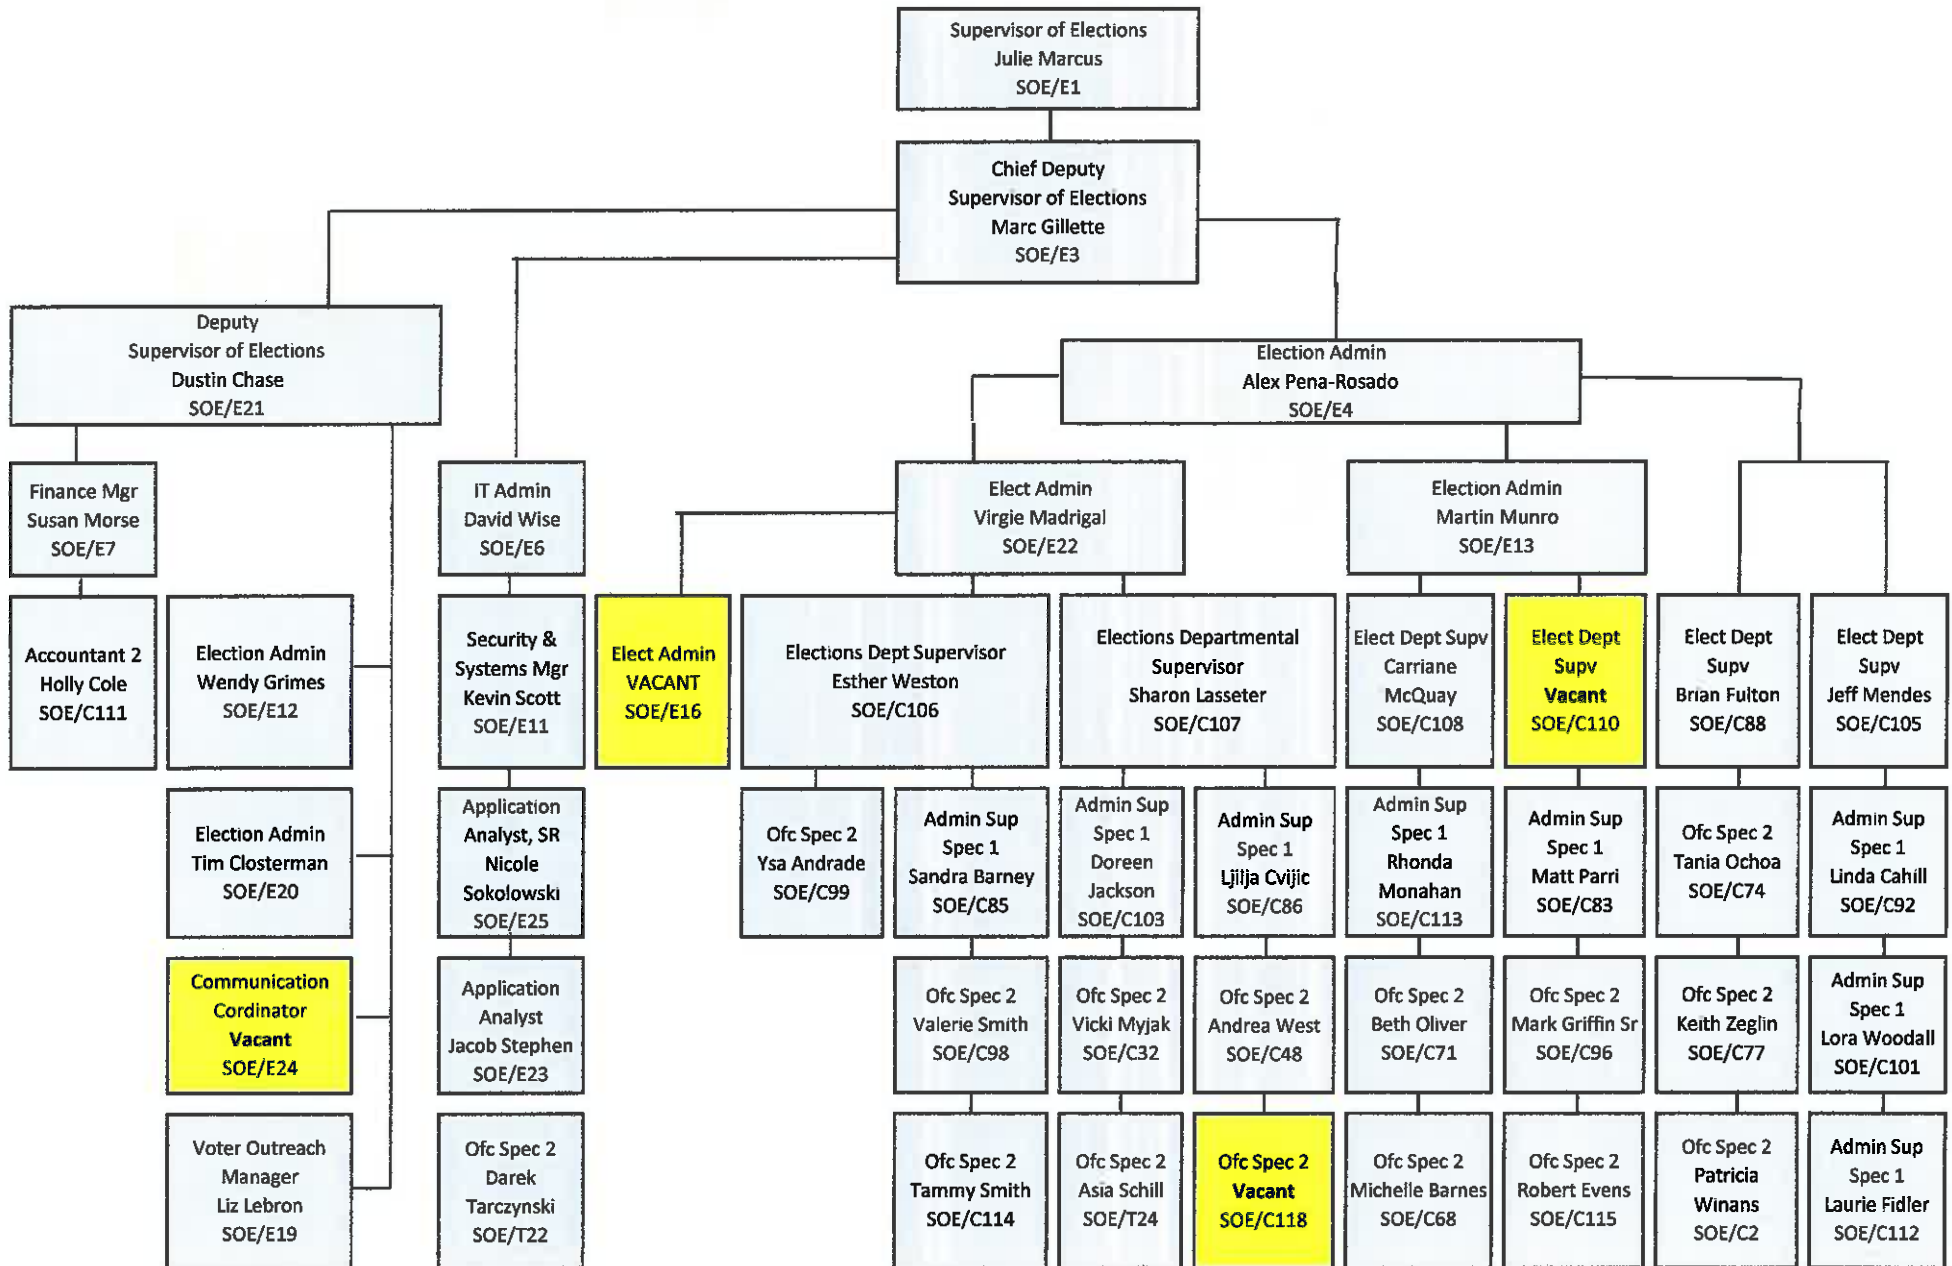 Supervisor of Elections
Julie Marcus
SOE/E1
Chief Deputy
Supervisor of Elections
Marc Gillette
SOE/E3
Deputy
Supervisor of Elections
Dustin Chase
SOE/E21
Election Admin
Alex Pena-Rosado
SOE/E4
Finance Mgr
Susan Morse
SOE/E7
IT Admin
David Wise
SOE/E6
Elect Admin
Virgie Madrigal
SOE/E22
Election Admin
Martin Munro
SOE/E13
Accountant 2
Holly Cole
SOE/C111
Election Admin
Wendy Grimes
SOE/E12
Security &
Systems Mgr
Kevin Scott
SOE/E11
Elect Admin
VACANT
SOE/E16
Elections Dept Supervisor
Esther Weston
SOE/C106
Elections Departmental
Supervisor
Sharon Lasseter
SOE/C107
Elect Dept Supv
Carriane
McQuay
SOE/C108
Elect Dept
Supv
Vacant
SOE/C110
Elect Dept
Supv
Brian Fulton
SOE/C88
Elect Dept
Supv
Jeff Mendes
SOE/C105
Election Admin
Tim Closterman
SOE/E20
Application
Analyst, SR
Nicole
Sokolowski
SOE/E25
Ofc Spec 2
Ysa Andrade
SOE/C99
Admin Sup
Spec 1
Sandra Barney
SOE/C85
Admin Sup
Spec 1
Doreen
Jackson
SOE/C103
Admin Sup
Spec 1
Ljilja Cvijic
SOE/C86
Admin Sup
Spec 1
Rhonda
Monahan
SOE/C113
Admin Sup
Spec 1
Matt Parri
SOE/C83
Ofc Spec 2
Tania Ochoa
SOE/C74
Admin Sup
Spec 1
Linda Cahill
SOE/C92
Communication
Cordinator
Vacant
SOE/E24
Application
Analyst
Jacob Stephen
SOE/E23
Ofc Spec 2
Valerie Smith
SOE/C98
Ofc Spec 2
Vicki Myjak
SOE/C32
Ofc Spec 2
Andrea West
SOE/C48
Ofc Spec 2
Beth Oliver
SOE/C71
Ofc Spec 2
Mark Griffin Sr
SOE/C96
Ofc Spec 2
Keith Zeglin
SOE/C77
Admin Sup
Spec 1
Lora Woodall
SOE/C101
Voter Outreach
Manager
Liz Lebron
SOE/E19
Ofc Spec 2
Darek
Tarczynski
SOE/T22
Ofc Spec 2
Tammy Smith
SOE/C114
Ofc Spec 2
Asia Schill
SOE/T24
Ofc Spec 2
Vacant
SOE/C118
Ofc Spec 2
Michelle Barnes
SOE/C68
Ofc Spec 2
Robert Evens
SOE/C115
Ofc Spec 2
Patricia
Winans
SOE/C2
Admin Sup
Spec 1
Laurie Fidler
SOE/C112